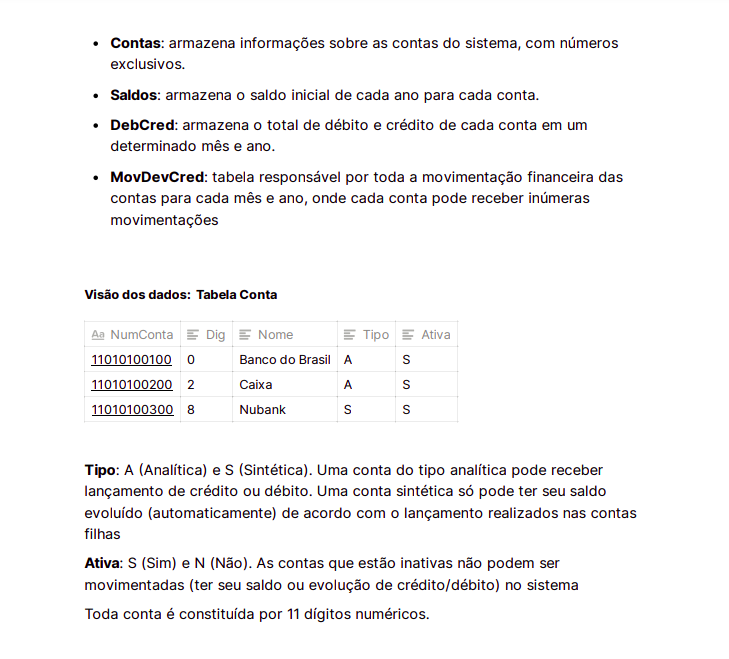 • Contas: armazena informações sobre as contas do sistema, com números
exclusivos.
• Saldos: armazena o saldo inicial de cada ano para cada conta.
• DebCred: armazena o total de débito e crédito de cada conta em um
determinado mês e ano.
• MovDevCred: tabela responsável por toda a movimentação financeira das
contas para cada mês e ano, onde cada conta pode receber inúmeras
movimentações
Visão dos dados: Tabela Conta
Aa NumConta Dig Nome Tipo Ativa
11010100100 0 Banco do Brasil A S
11010100200 2 Caixa A S
11010100300 8 Nubank S S
Tipo: A (Analítica) e S (Sintética). Uma conta do tipo analítica pode receber
lançamento de crédito ou débito. Uma conta sintética só pode ter seu saldo
evoluído (automaticamente) de acordo com o lançamento realizados nas contas
filhas
Ativa: S (Sim) e N (Não). As contas que estão inativas não podem ser
movimentadas (ter seu saldo ou evolução de crédito/débito) no sistema
Toda conta é constituída por 11 dígitos numéricos.